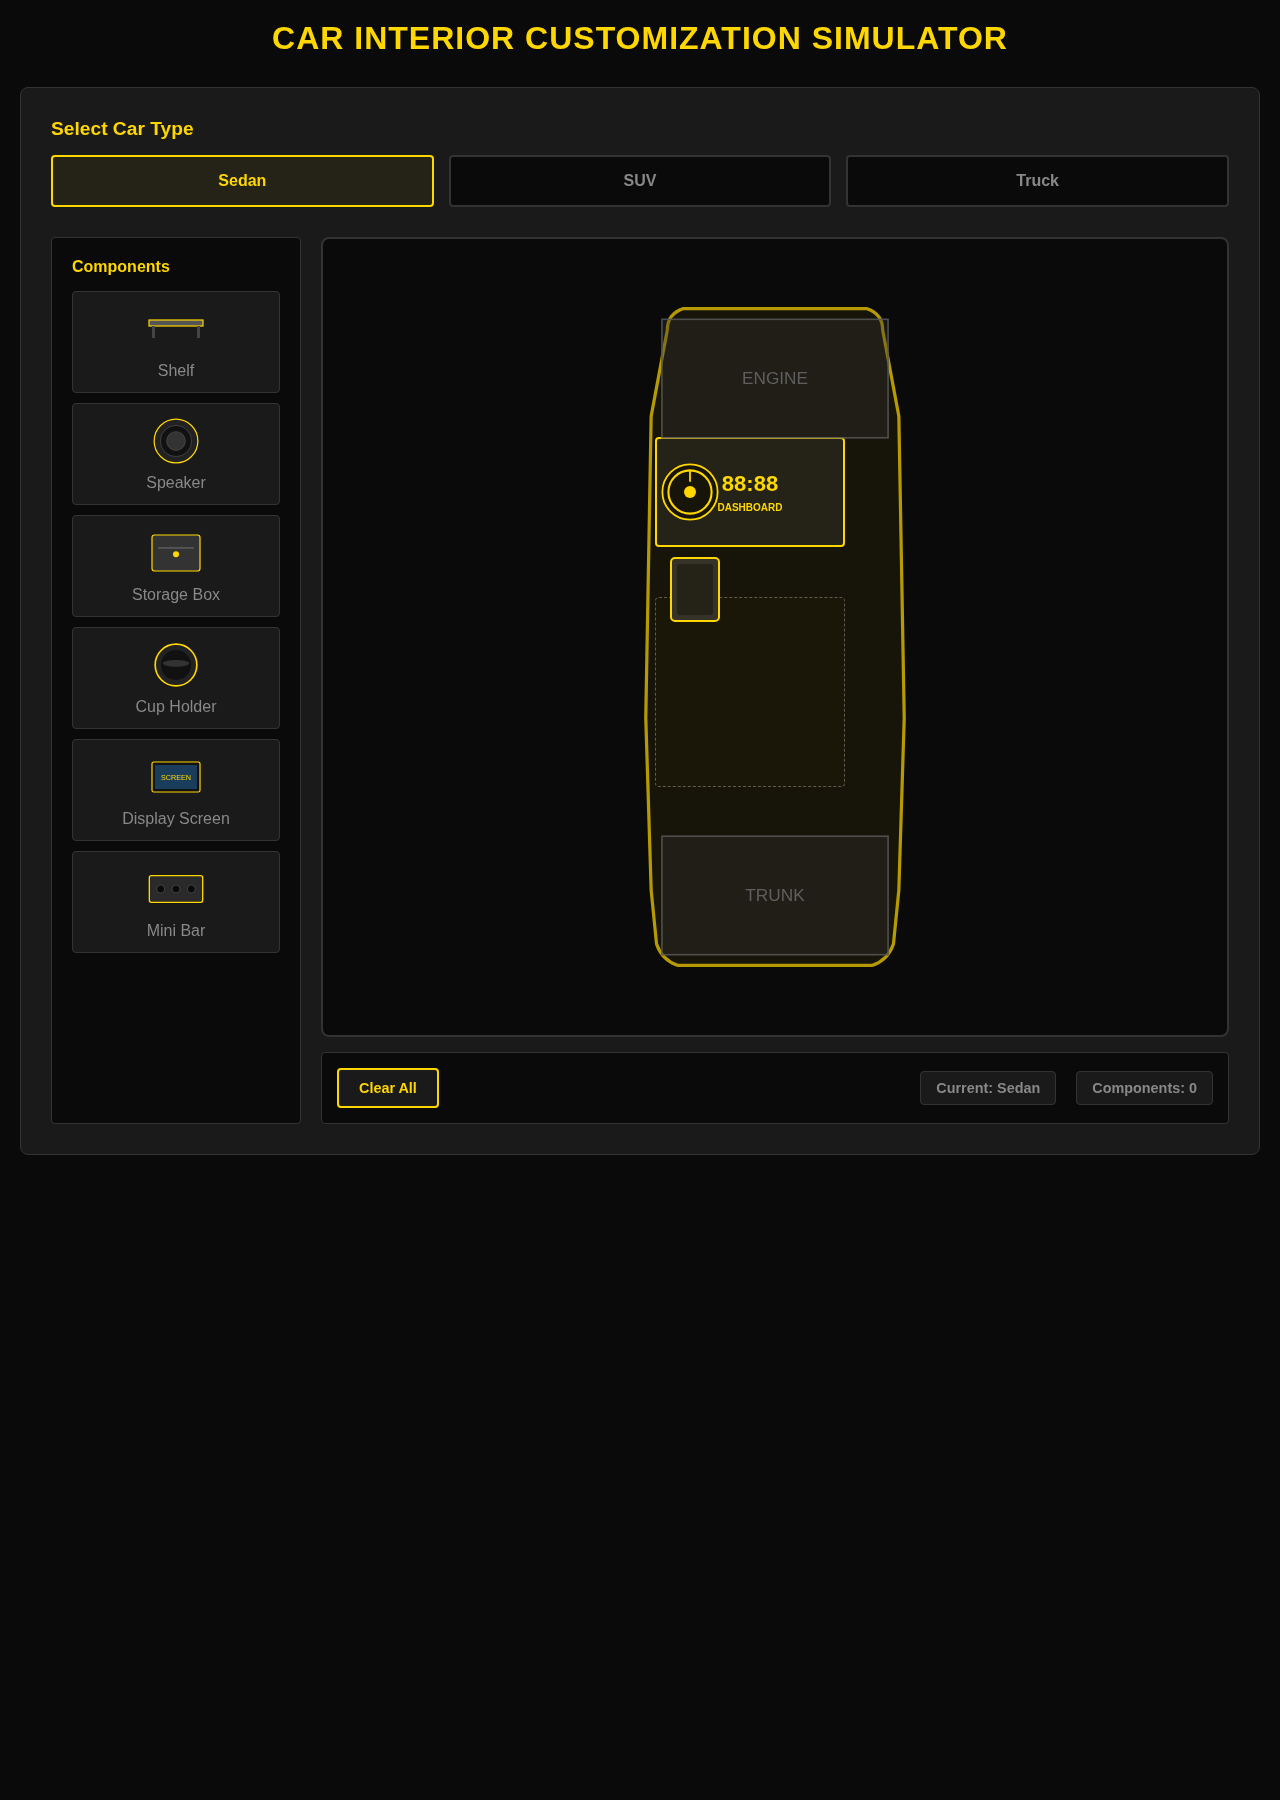 CAR INTERIOR CUSTOMIZATION SIMULATOR
Select Car Type
Sedan
SUV
Truck
Components
Shelf
Speaker
Storage Box
Cup Holder
SCREEN
Display Screen
Mini Bar
ENGINE
88:88
DASHBOARD
TRUNK
Clear All
Current: Sedan
Components: 0